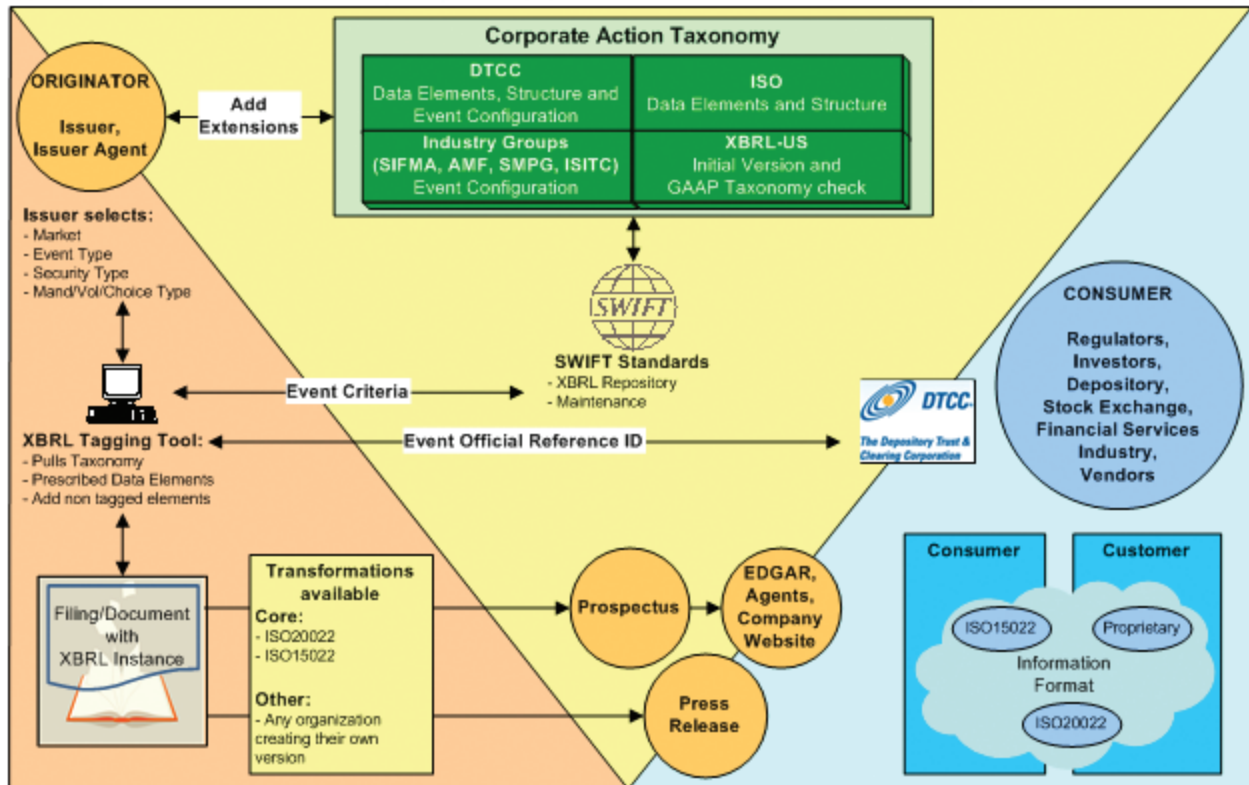 Corporate Action Taxonomy
DTCC
Data Elements, Structure and
Event Configuration
ISO
Data Elements and Structure
Industry Groups
(SIFMA, AMF, SMPG, ISITC)
Event Configuration
XBRL-US
Initial Version and
GAAP Taxonomy check
ORIGINATOR
Issuer,
Issuer Agent
Add
Extensions
Issuer selects:
- Market
- Event Type
- Security Type
- Mand/Vol/Choice Type
SWIFT
SWIFT Standards
- XBRL Repository
- Maintenance
Event Criteria
CONSUMER
Regulators,
Investors,
Depository,
Stock Exchange,
Financial Services
Industry,
Vendors
XBRL Tagging Tool:
- Pulls Taxonomy
- Prescribed Data Elements
- Add non tagged elements
Event Official Reference ID
DTCC
The Depository Trust &
Clearing Corporation
Filing/Document
with
XBRL Instance
Transformations
available
Core:
- ISO20022
- ISO15022
Other:
- Any organization
creating their own
version
Prospectus
EDGAR,
Agents,
Company
Website
Press
Release
Consumer
Customer
ISO15022
Proprietary
Information
Format
ISO20022